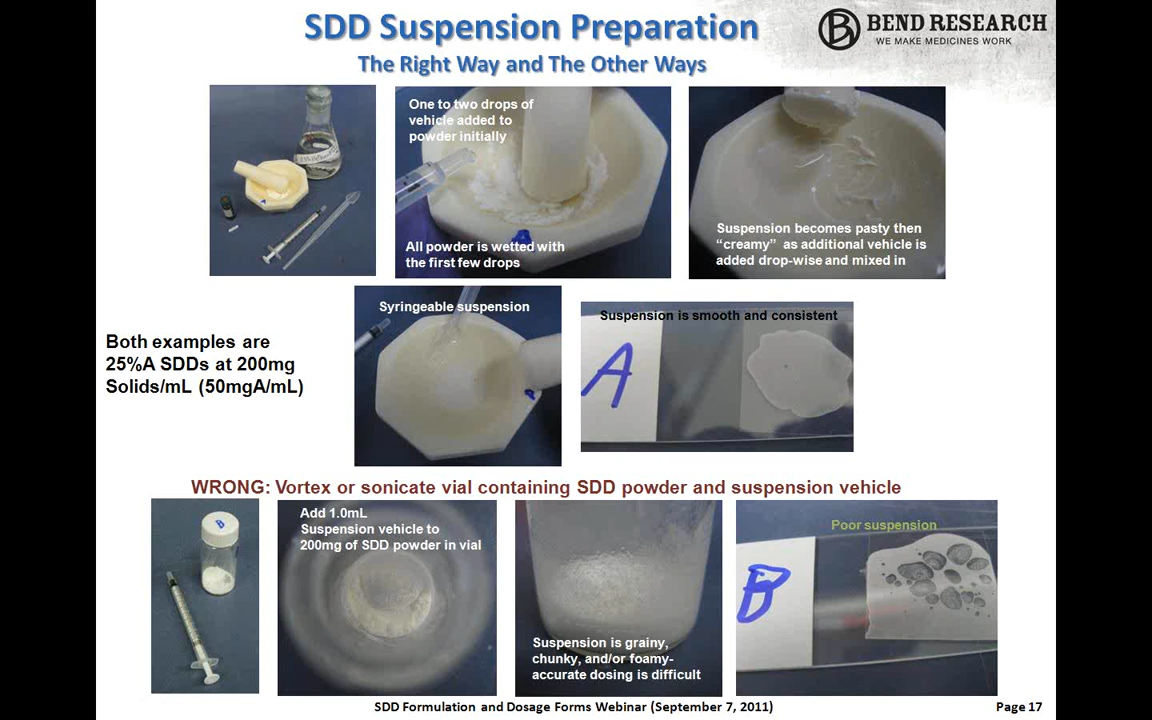 SDD Suspension Preparation
The Right Way and The Other Ways
BEND RESEARCH
WE MAKE MEDICINES WORK
One to two drops of
vehicle added to
powder initially
All powder is wetted with
the first few drops
Suspension becomes pasty then
“creamy” as additional vehicle is
added drop-wise and mixed in
Both examples are
25%A SDDs at 200mg
Solids/mL (50mgA/mL)
Syringeable suspension
Suspension is smooth and consistent
A
WRONG: Vortex or sonicate vial containing SDD powder and suspension vehicle
B
Add 1.0mL
Suspension vehicle to
200mg of SDD powder in vial
Suspension is grainy,
chunky, and/or foamy-
accurate dosing is difficult
Poor suspension
B
SDD Formulation and Dosage Forms Webinar (September 7, 2011)
Page 17